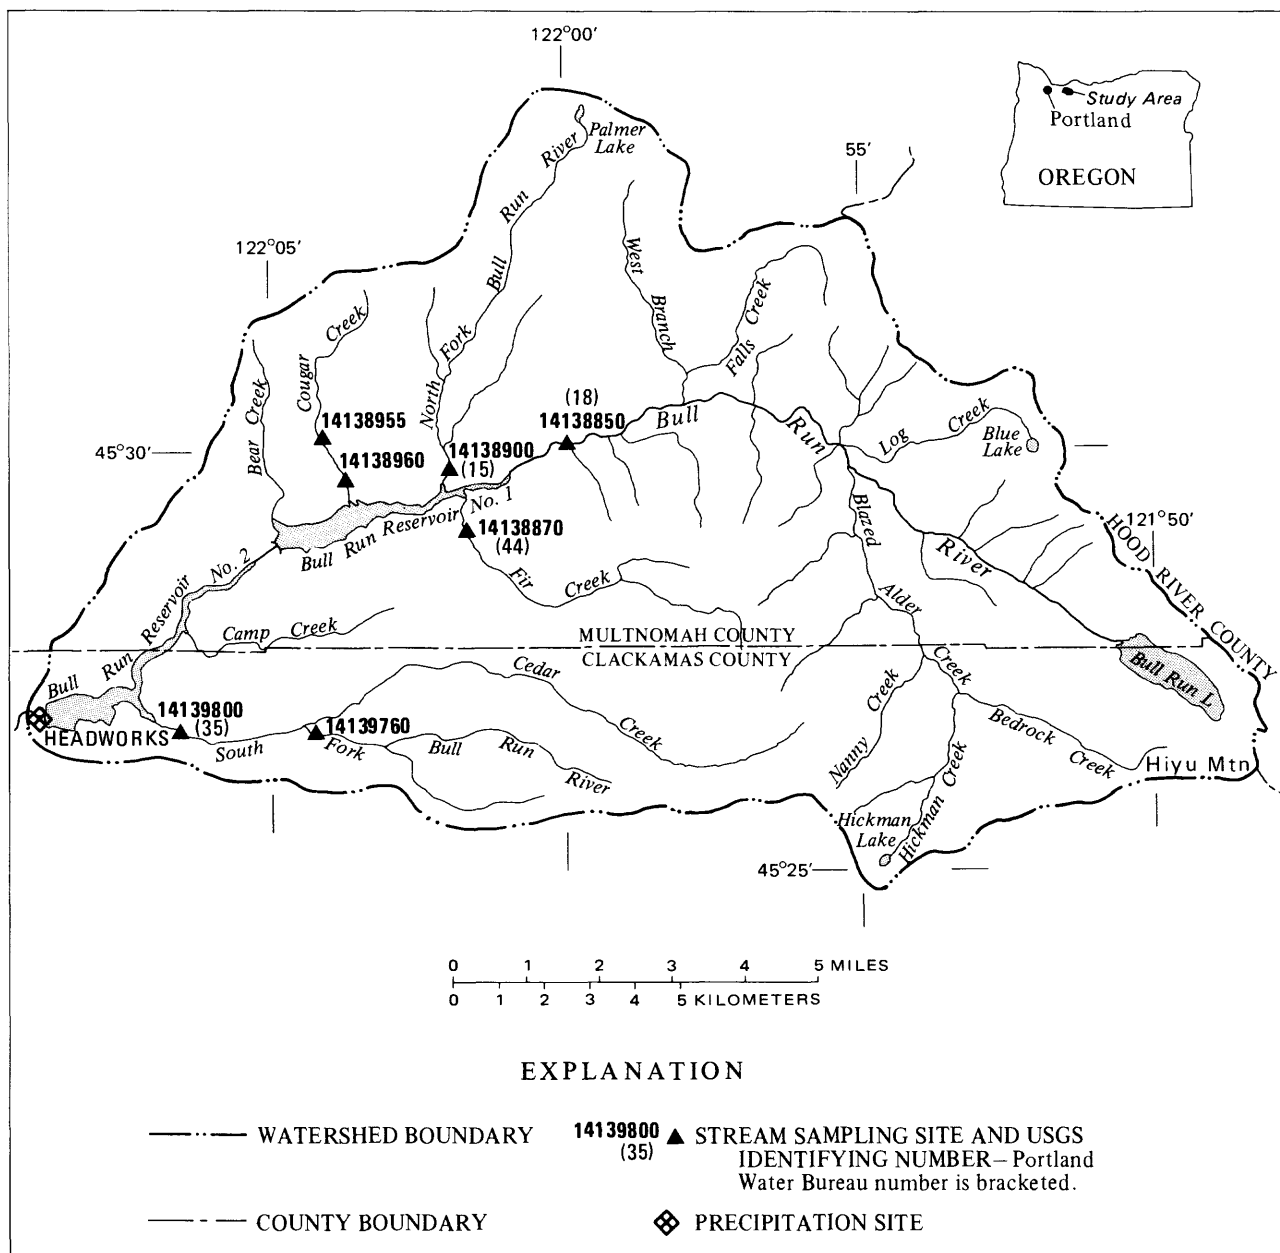 122°00'
Study Area
Portland
OREGON
Palmer
Lake
55'
122°05'
North Fork Bull Run River
West Branch
Falls Creek
Cougar Creek
Bear Creek
(18)
14138850
14138955
14138960
14138900
(15)
45°30'
Bull Run River
Log Creek
Blue
Lake
Bull Run Reservoir No. 1
14138870
(44)
Fir Creek
Blazed Alder Creek
121°50'
HOOD RIVER COUNTY
Bull Run Reservoir No. 2
Camp Creek
MULTNOMAH COUNTY
CLACKAMAS COUNTY
Cedar Creek
Bull Run L
Nanny Creek
Bedrock Creek
14139800
(35)
14139760
HEADWORKS
South Fork Bull Run River
Hiyu Mtn
Hickman
Lake
Hickman Creek
45°25'
0 1 2 3 4 5 MILES
0 1 2 3 4 5 KILOMETERS
EXPLANATION
WATERSHED BOUNDARY
14139800
(35)
STREAM SAMPLING SITE AND USGS
IDENTIFYING NUMBER—Portland
Water Bureau number is bracketed.
COUNTY BOUNDARY
PRECIPITATION SITE